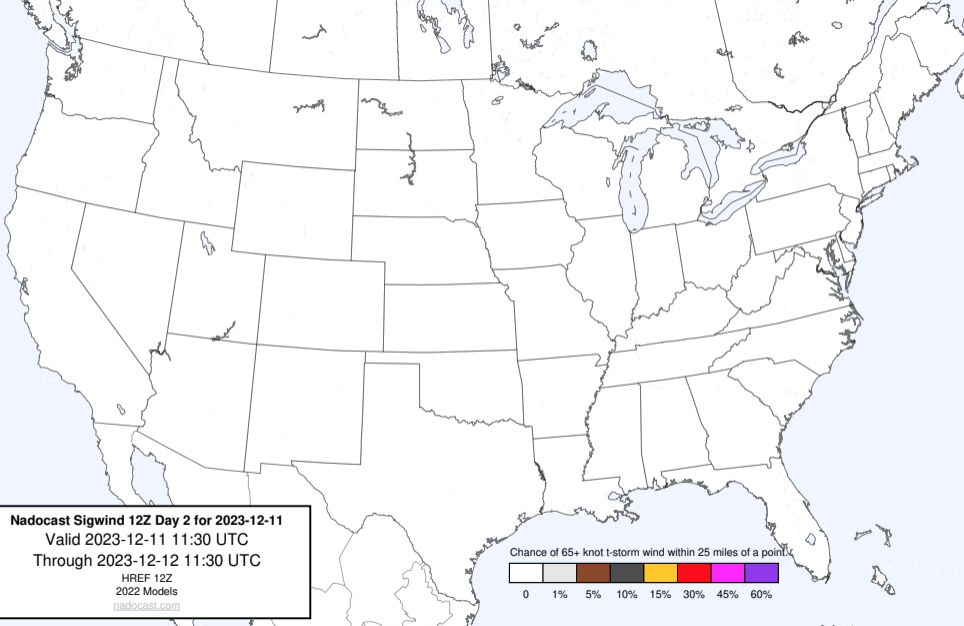 Nadocast Sigwind 12Z Day 2 for 2023-12-11
Valid 2023-12-11 11:30 UTC
Through 2023-12-12 11:30 UTC
HREF 12Z
2022 Models
nadocast.com
Chance of 65+ knot t-storm wind within 25 miles of a point.
0 1% 5% 10% 15% 30% 45% 60%